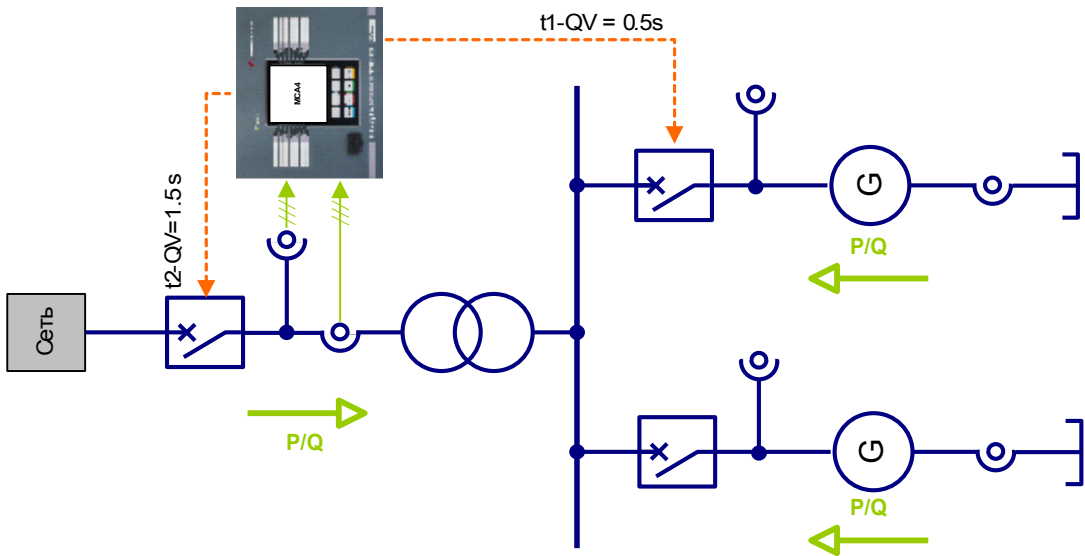 t1-QV = 0.5s
MCA4
t2-QV=1.5s
G
P/Q
Сеть
P/Q
G
P/Q